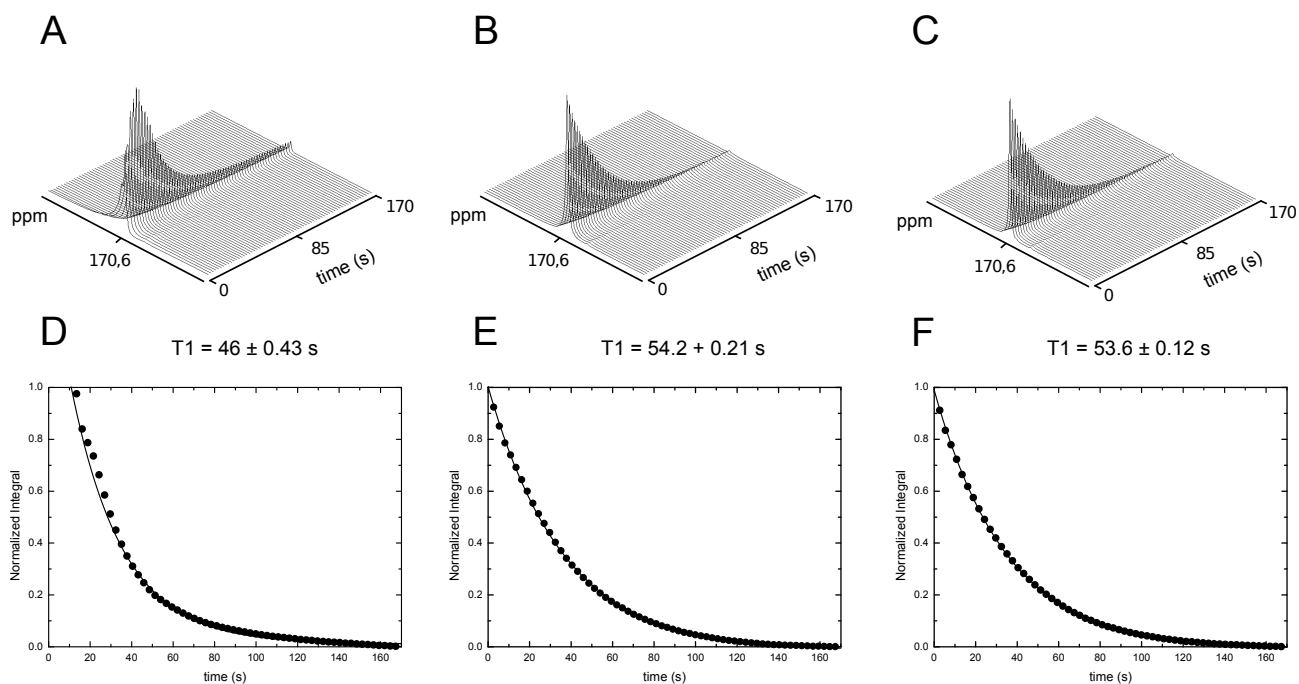 A
B
C
ppm
170,6
0
85
170
time (s)
ppm
170,6
0
85
170
time (s)
ppm
170,6
0
85
170
time (s)
D
T1 = 46 ± 0.43 s
E
T1 = 54.2 + 0.21 s
F
T1 = 53.6 ± 0.12 s
1.0
0.8
0.6
0.4
0.2
0.0
Normalized Integral
0 20 40 60 80 100 120 140 160
time (s)
1.0
0.8
0.6
0.4
0.2
0.0
Normalized Integral
0 20 40 60 80 100 120 140 160
time (s)
1.0
0.8
0.6
0.4
0.2
0.0
Normalized Integral
0 20 40 60 80 100 120 140 160
time (s)